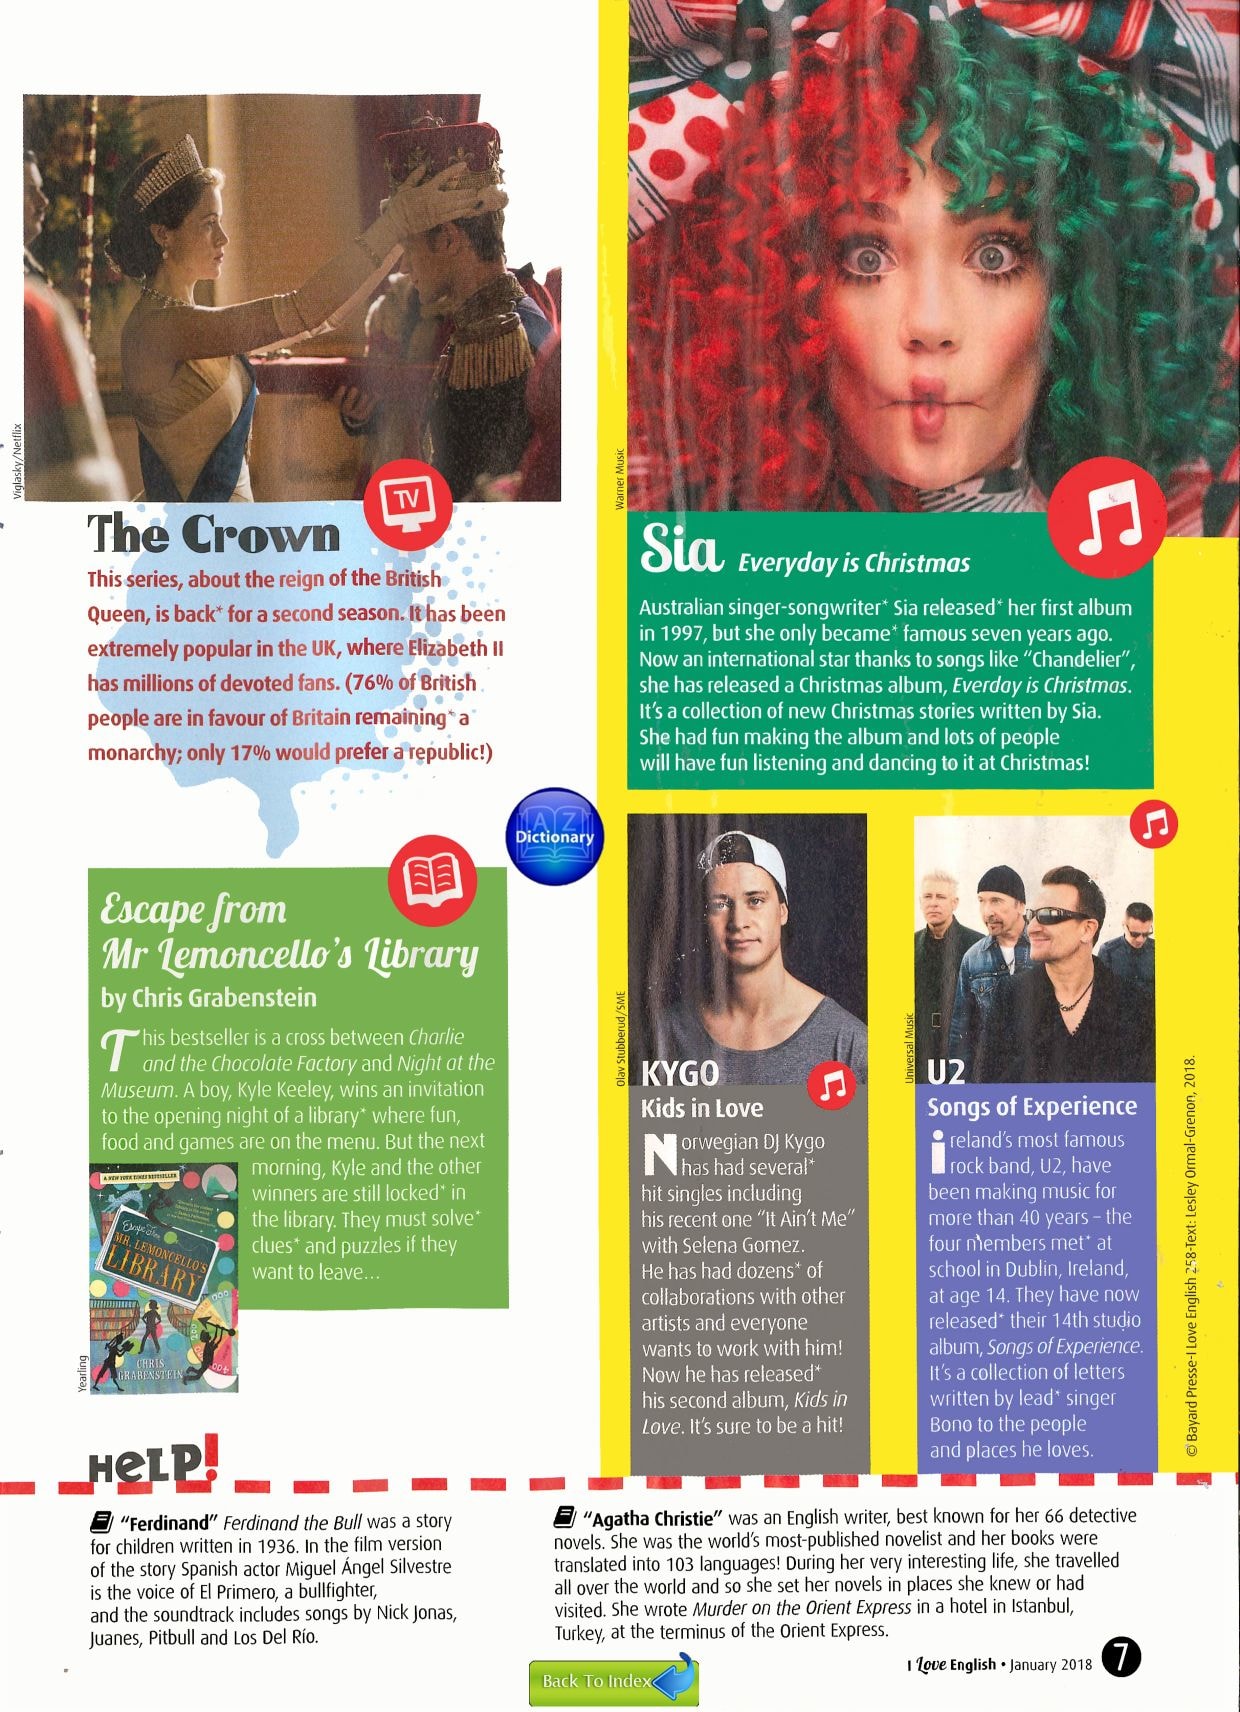 Viglasky/Netflix
TV
The Crown
This series, about the reign of the British
Queen, is back* for a second season. It has been
extremely popular in the UK, where Elizabeth II
has millions of devoted fans. (76% of British
people are in favour of Britain remaining* a
monarchy; only 17% would prefer a republic!)
Escape from
Mr Lemoncello's Library
by Chris Grabenstein
This bestseller is a cross between Charlie
and the Chocolate Factory and Night at the
Museum. A boy, Kyle Keeley, wins an invitation
to the opening night of a library* where fun,
food and games are on the menu. But the next
morning, Kyle and the other
winners are still locked* in
the library. They must solve*
clues* and puzzles if they
want to leave...
A NEW YORK TIMES BESTSELLER
Escape from
MR. LEMONCELLO'S
LIBRARY
CHRIS
GRABENSTEIN
Yearling
A Z
Dictionary
Warner Music
Sia Everyday is Christmas
Australian singer-songwriter* Sia released* her first album
in 1997, but she only became* famous seven years ago.
Now an international star thanks to songs like “Chandelier”,
she has released a Christmas album, Everday is Christmas.
It's a collection of new Christmas stories written by Sia.
She had fun making the album and lots of people
will have fun listening and dancing to it at Christmas!
Olav Stubberud/SME
KYGO
Kids in Love
Norwegian DJ Kygo
has had several*
hit singles including
his recent one “It Ain't Me”
with Selena Gomez.
He has had dozens* of
collaborations with other
artists and everyone
wants to work with him!
Now he has released*
his second album, Kids in
Love. It's sure to be a hit!
Universal Music
U2
Songs of Experience
ireland's most famous
rock band, U2, have
been making music for
more than 40 years – the
four members met* at
school in Dublin, Ireland,
at age 14. They have now
released* their 14th studio
album, Songs of Experience.
It's a collection of letters
written by lead* singer
Bono to the people
and places he loves.
© Bayard Presse-I Love English 258-Text: Lesley Ormal-Grenon, 2018.
HELP!
“Ferdinand” Ferdinand the Bull was a story
for children written in 1936. In the film version
of the story Spanish actor Miguel Ángel Silvestre
is the voice of El Primero, a bullfighter,
and the soundtrack includes songs by Nick Jonas,
Juanes, Pitbull and Los Del Río.
“Agatha Christie” was an English writer, best known for her 66 detective
novels. She was the world's most-published novelist and her books were
translated into 103 languages! During her very interesting life, she travelled
all over the world and so she set her novels in places she knew or had
visited. She wrote Murder on the Orient Express in a hotel in Istanbul,
Turkey, at the terminus of the Orient Express.
Back To Index
I Love English • January 2018 7